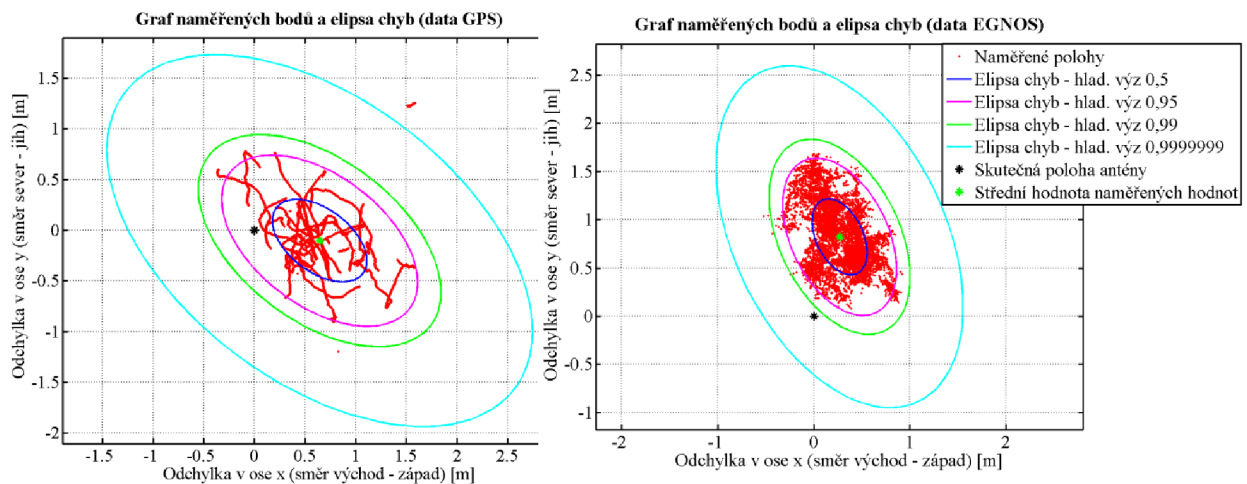 Graf naměřených bodů a elipsa chyb (data GPS)
Odchylka v ose y (směr sever - jih) [m]
1.5
1
0.5
0
-0.5
-1
-1.5
-2
-1.5
-1
-0.5
0
0.5
1
1.5
2
2.5
Odchylka v ose x (směr východ - západ) [m]
Graf naměřených bodů a elipsa chyb (data EGNOS)
Odchylka v ose y (směr sever - jih) [m]
2.5
2
1.5
1
0.5
0
-0.5
-1
-2
-1
0
1
2
Odchylka v ose x (směr východ - západ) [m]
Naměřené polohy
Elipsa chyb - hlad. výz 0,5
Elipsa chyb - hlad. výz 0,95
Elipsa chyb - hlad. výz 0,99
Elipsa chyb - hlad. výz 0,9999999
Skutečná poloha antény
Střední hodnota naměřených hodnot